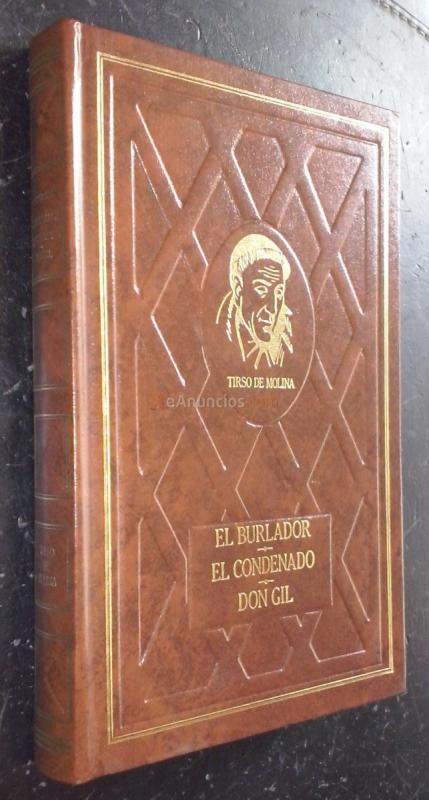 TIRSO DE MOLINA
eAnuncios
EL BURLADOR
EL CONDENADO
DON GIL